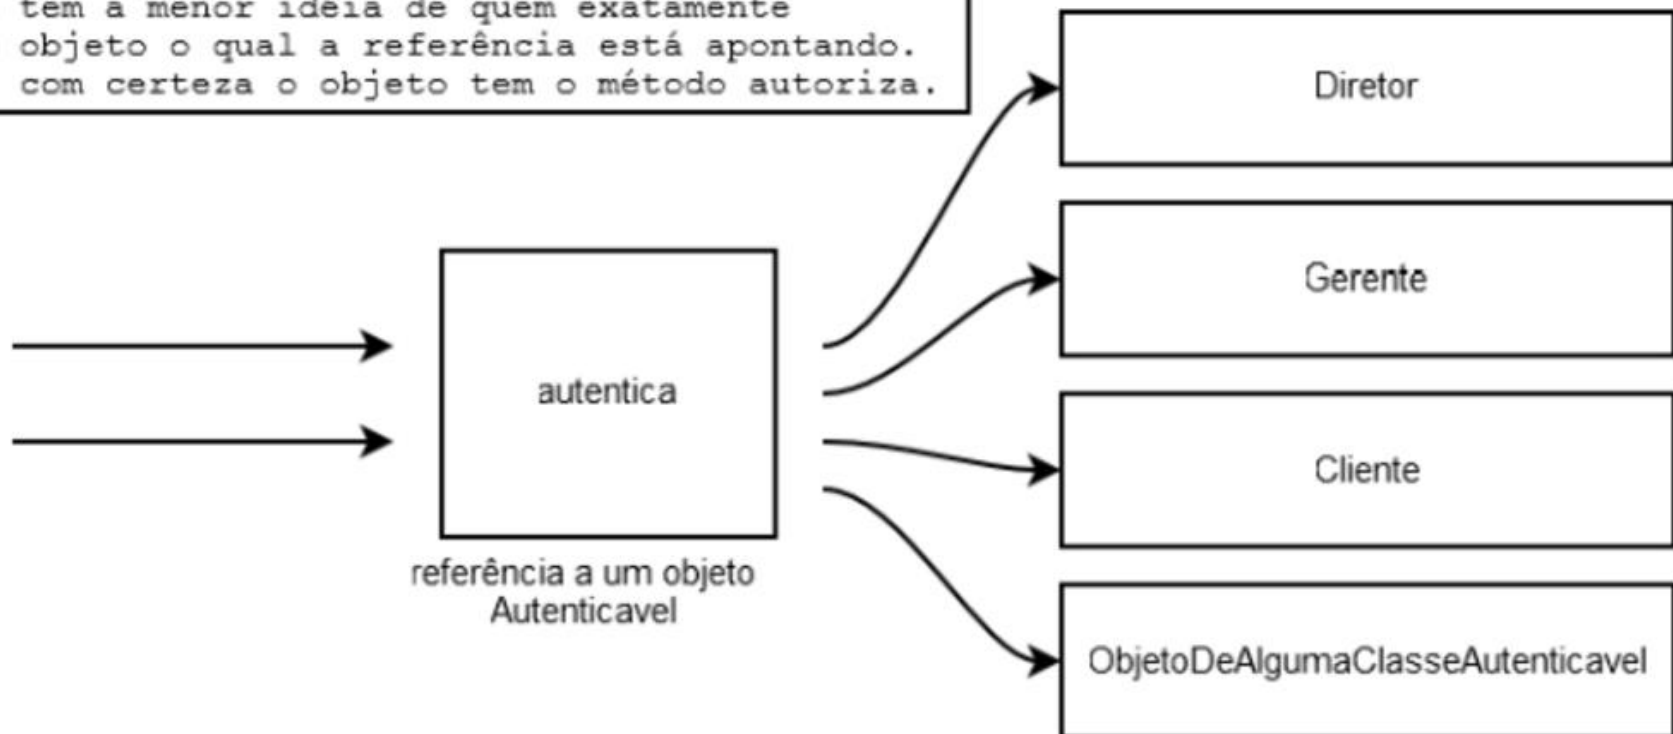 tem a menor idéia de quem exatamente
objeto o qual a referência está apontando.
com certeza o objeto tem o método autoriza.
Diretor
Gerente
autentica
Cliente
referência a um objeto
Autenticavel
ObjetoDeAlgumaClasseAutenticavel